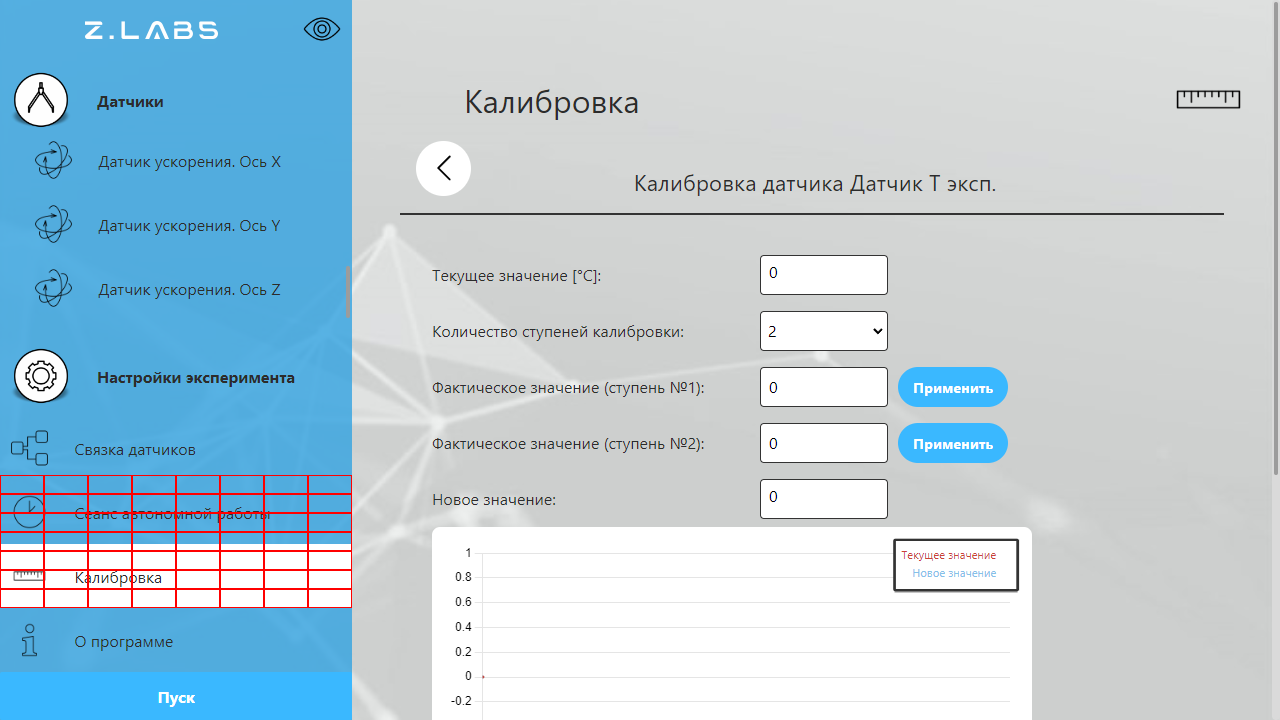 Z.LABS
Датчики
Датчик ускорения. Ось X
Датчик ускорения. Ось Y
Датчик ускорения. Ось Z
Настройки эксперимента
Связка датчиков
Сеанс автономной работы
Калибровка
О программе
Пуск
Калибровка
Калибровка датчика Датчик T эксп.
Текущее значение [°C]: 0
Количество ступеней калибровки: 2
Фактическое значение (ступень №1): 0 Применить
Фактическое значение (ступень №2): 0 Применить
Новое значение: 0
Текущее значение
Новое значение
1
0.8
0.6
0.4
0.2
0
-0.2